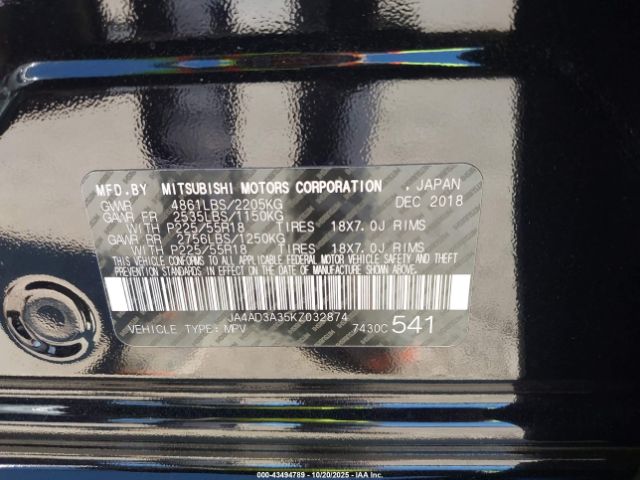 MFD.BY MITSUBISHI MOTORS CORPORATION . JAPAN
GVWR 4861LBS/2205KG DEC 2018
GAWR FR 2535LBS/1150KG
WITH P225/55R18 TIRES 18X7.0J RIMS
GAWR RR 2756LBS/1250KG
WITH P225/55R18 TIRES 18X7.0J RIMS
THIS VEHICLE CONFORMS TO ALL APPLICABLE FEDERAL MOTOR VEHICLE
SAFETY, BUMPER, AND THEFT PREVENTION STANDARDS IN EFFECT ON
THE DATE OF MANUFACTURE SHOWN ABOVE.
JA4AD3A35KZ032874
VEHICLE TYPE: MPV 7430C 541
000-43494789 - 10/20/2025 - IAA Inc.